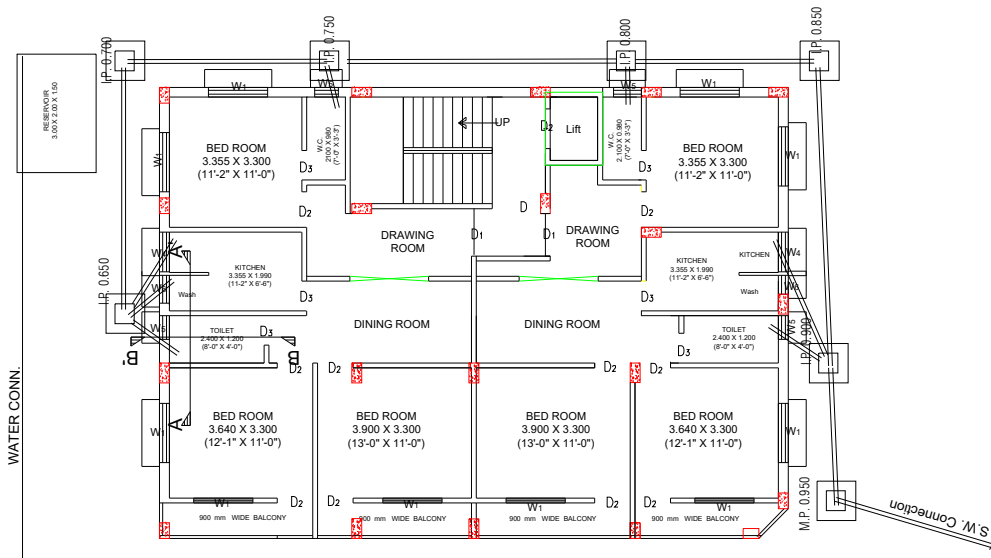 I.P. 0.700
I.P. 0.750
I.P. 0.800
I.P. 0.850
RESERVOIR
3.00 X 2.00 X 1.50
W1
W5
W5
W1
W1
BED ROOM
3.355 X 3.300
(11'-2" X 11'-0")
W.C.
2100 X 980
(7'-0" X 3'-3")
D3
D2
UP
D2
Lift
W.C.
2.100 X 0.980
(7'-0" X 3'-3")
D3
D2
BED ROOM
3.355 X 3.300
(11'-2" X 11'-0")
W1
D
D1
D1
DRAWING
ROOM
DRAWING
ROOM
W4
A'
KITCHEN
3.355 X 1.990
(11-2" X 6'-6")
Wash
D3
KITCHEN
3.355 X 1.990
(11-2" X 6'-6")
KITCHEN
Wash
D3
W4
I.P. 0.650
W5
TOILET
2.400 X 1.200
(8'-0" X 4'-0")
D3
B'
B
DINING ROOM
DINING ROOM
TOILET
2.400 X 1.200
(8'-0" X 4'-0")
D3
W5
I.P. 0.900
D2
D2
D2
D2
WATER CONN.
W1
A
BED ROOM
3.640 X 3.300
(12'-1" X 11'-0")
BED ROOM
3.900 X 3.300
(13'-0" X 11'-0")
BED ROOM
3.900 X 3.300
(13'-0" X 11'-0")
BED ROOM
3.640 X 3.300
(12'-1" X 11'-0")
W1
W1
D2
D2
W1
W1
D2
D2
W1
900 mm WIDE BALCONY
900 mm WIDE BALCONY
900 mm WIDE BALCONY
900 mm WIDE BALCONY
M.P. 0.950
S.W. Connection